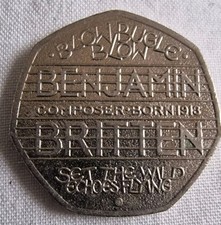 BLOW BUGLE
BLOW
BENJAMIN
COMPOSER·BORN 1913
BRITTEN
SET THE WILD
ECHOES FLYING